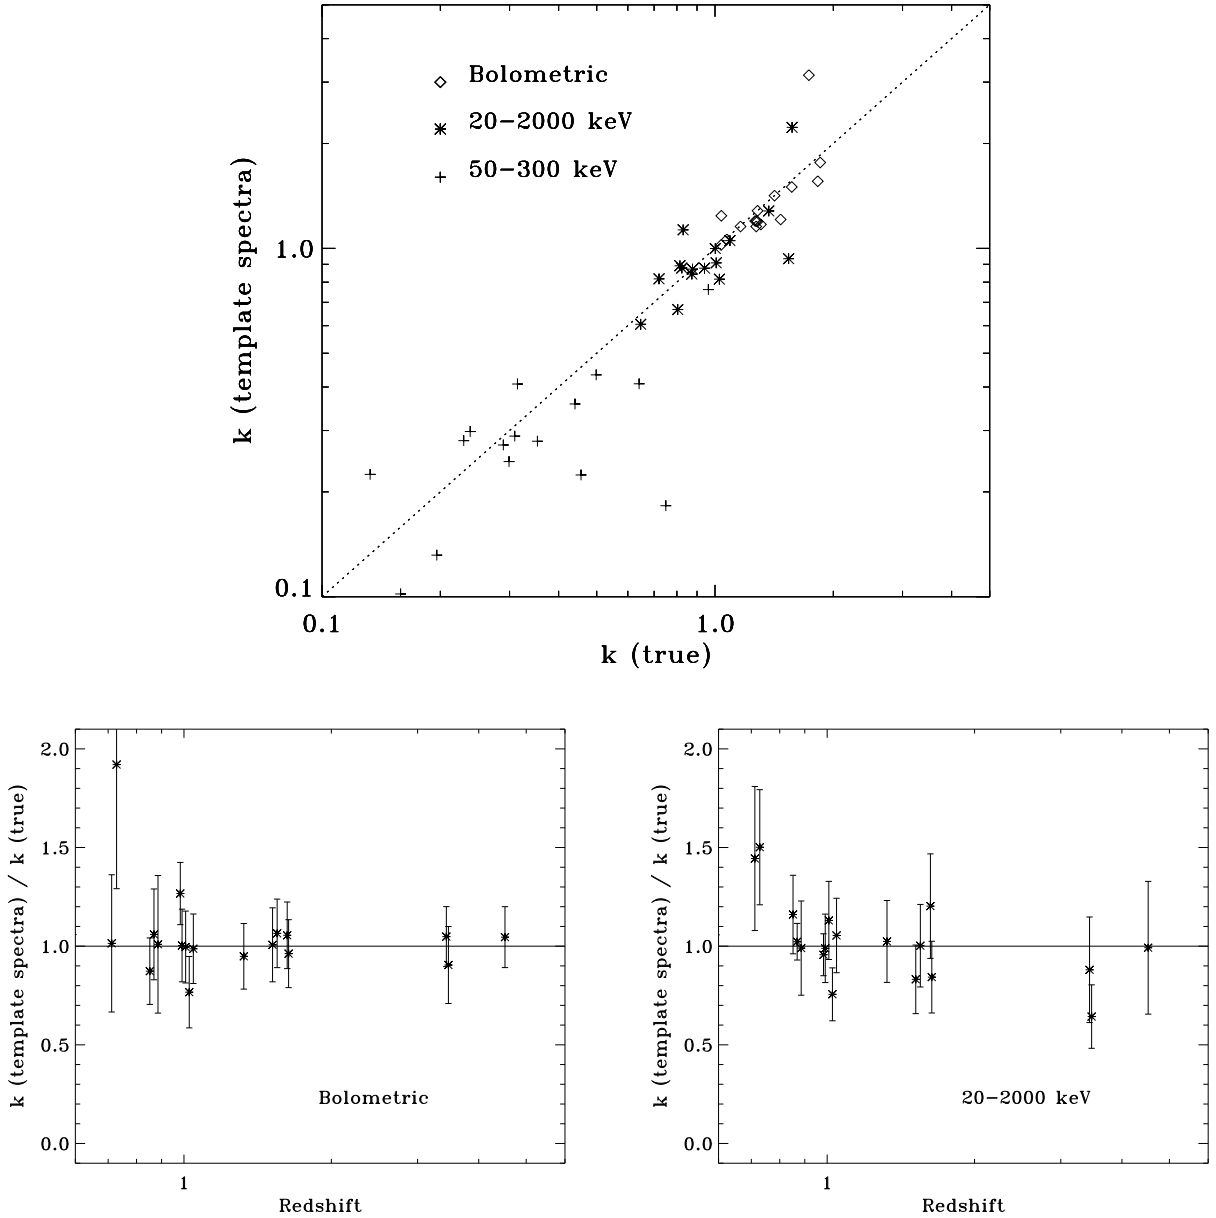 Bolometric
20−2000 keV
50−300 keV
k (template spectra)
1.0
0.1
0.1
1.0
k (true)
k (template spectra) / k (true)
2.0
1.5
1.0
0.5
0.0
Bolometric
1
Redshift
k (template spectra) / k (true)
2.0
1.5
1.0
0.5
0.0
20−2000 keV
1
Redshift